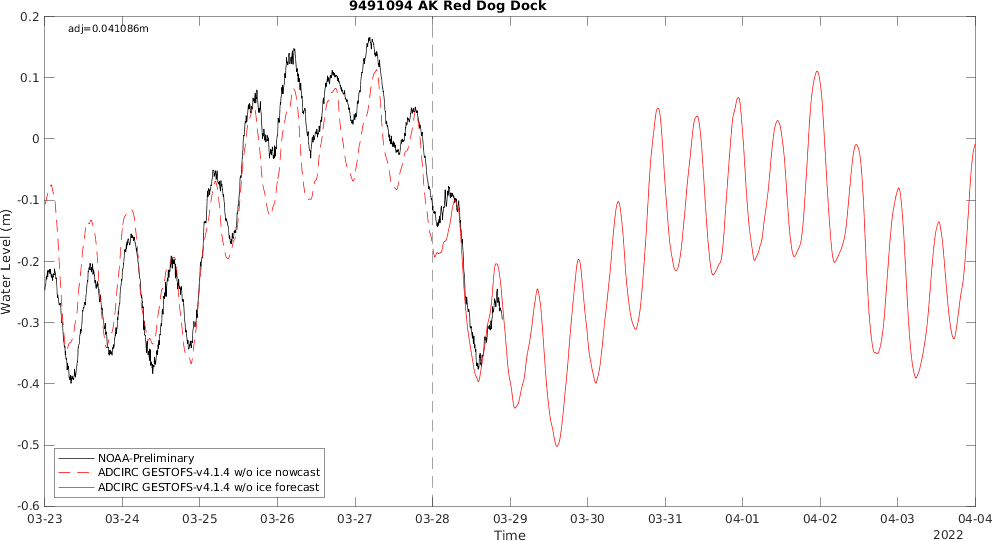 9491094 AK Red Dog Dock
adj=0.041086m
0.2
0.1
0
-0.1
-0.2
-0.3
-0.4
-0.5
-0.6
Water Level (m)
NOAA-Preliminary
ADCIRC GESTOFS-v4.1.4 w/o ice nowcast
ADCIRC GESTOFS-v4.1.4 w/o ice forecast
03-23 03-24 03-25 03-26 03-27 03-28 03-29 03-30 03-31 04-01 04-02 04-03 04-04
Time
2022